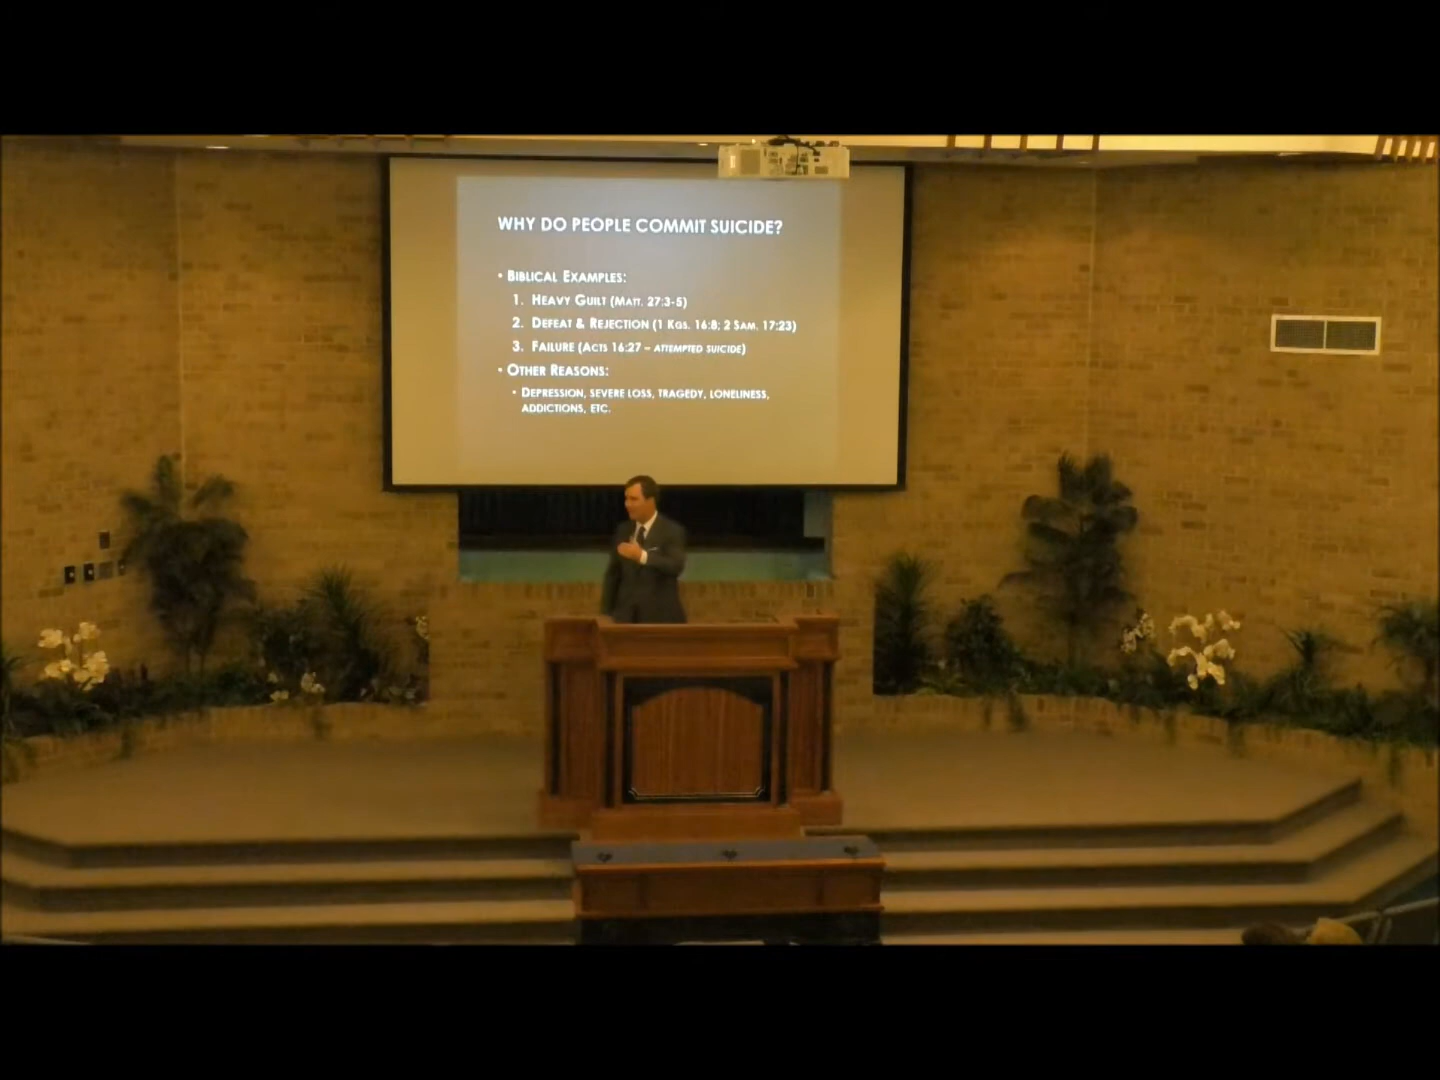 WHY DO PEOPLE COMMIT SUICIDE?
• BIBLICAL EXAMPLES:
1. HEAVY GUILT (MATT. 27:3-5)
2. DEFEAT & REJECTION (1 KGS. 16:8; 2 SAM. 17:23)
3. FAILURE (ACTS 16:27 – ATTEMPTED SUICIDE)
• OTHER REASONS:
• DEPRESSION, SEVERE LOSS, TRAGEDY, LONELINESS,
ADDICTIONS, ETC.